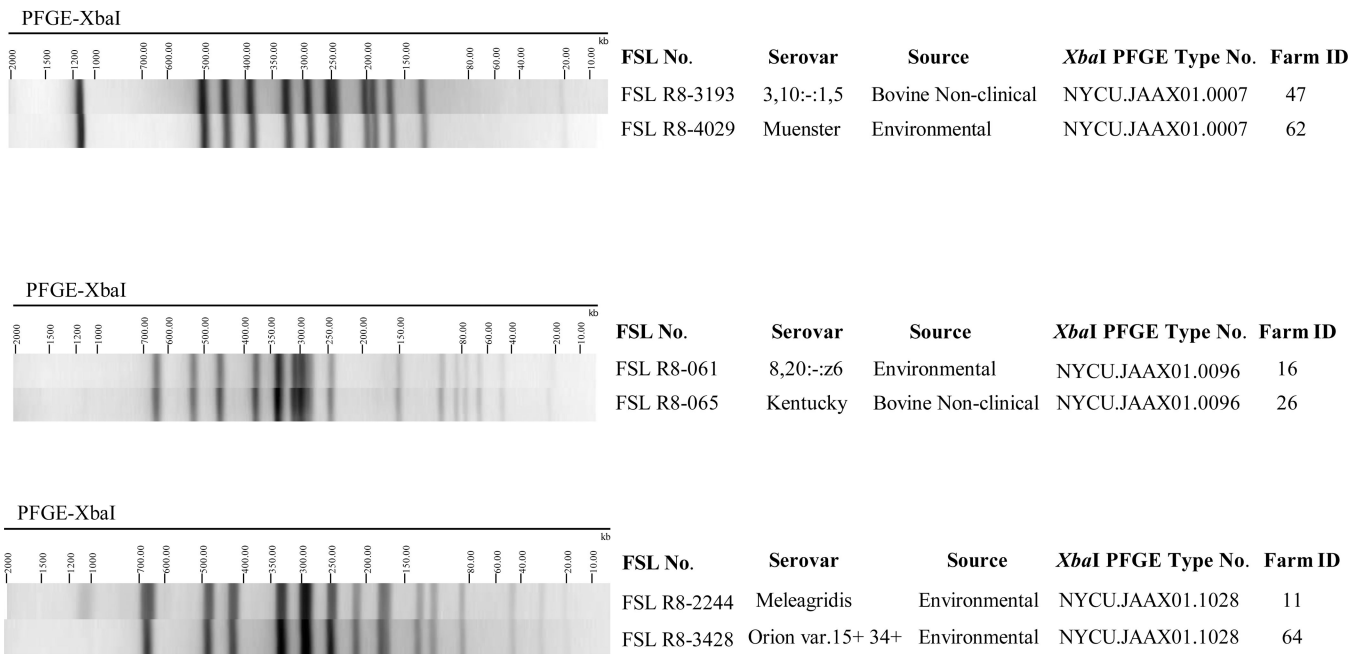 PFGE-XbaI
kb
2000 1500 1200 1000 700.00 600.00 500.00 400.00 350.00 300.00 250.00 200.00 150.00 80.00 60.00 50.00 40.00 20.00 10.00
FSL No. Serovar Source XbaI PFGE Type No. Farm ID
FSL R8-3193 3,10:-:1,5 Bovine Non-clinical NYCU.JAAX01.0007 47
FSL R8-4029 Muenster Environmental NYCU.JAAX01.0007 62
PFGE-XbaI
kb
2000 1500 1200 1000 700.00 600.00 500.00 400.00 350.00 300.00 250.00 200.00 150.00 80.00 60.00 50.00 40.00 20.00 10.00
FSL No. Serovar Source XbaI PFGE Type No. Farm ID
FSL R8-061 8,20:-:z6 Environmental NYCU.JAAX01.0096 16
FSL R8-065 Kentucky Bovine Non-clinical NYCU.JAAX01.0096 26
PFGE-XbaI
kb
2000 1500 1200 1000 700.00 600.00 500.00 400.00 350.00 300.00 250.00 200.00 150.00 80.00 60.00 50.00 40.00 20.00 10.00
FSL No. Serovar Source XbaI PFGE Type No. Farm ID
FSL R8-2244 Meleagridis Environmental NYCU.JAAX01.1028 11
FSL R8-3428 Orion var.15+ 34+ Environmental NYCU.JAAX01.1028 64